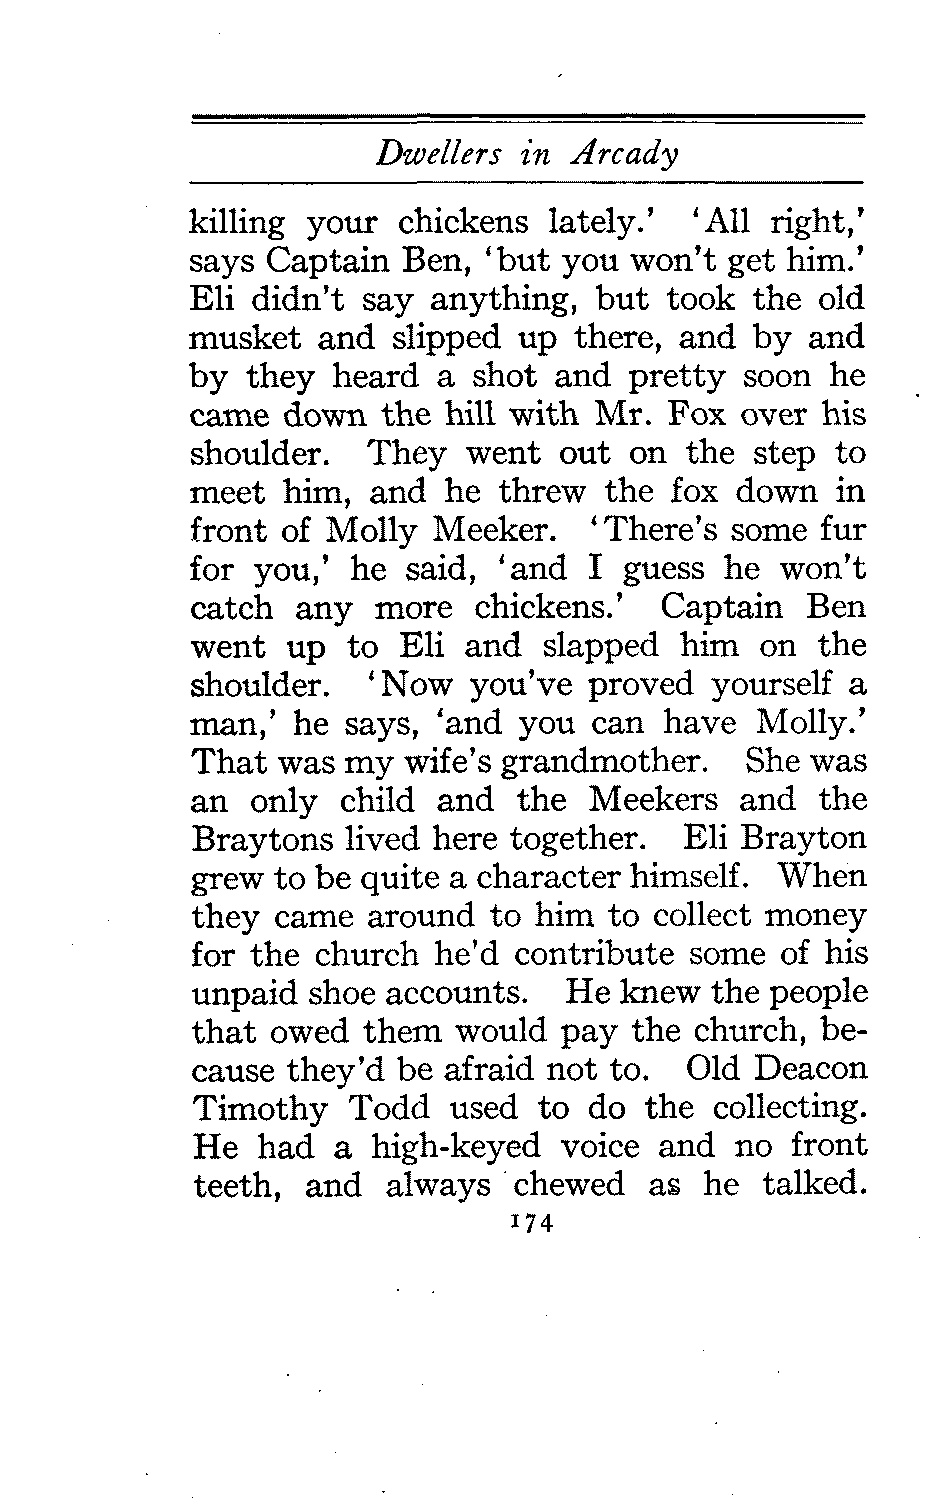 Dwellers in Arcady
killing your chickens lately.' 'All right,'
says Captain Ben, 'but you won't get him.'
Eli didn't say anything, but took the old
musket and slipped up there, and by and
by they heard a shot and pretty soon he
came down the hill with Mr. Fox over his
shoulder. They went out on the step to
meet him, and he threw the fox down in
front of Molly Meeker. 'There's some fur
for you,' he said, 'and I guess he won't
catch any more chickens.' Captain Ben
went up to Eli and slapped him on the
shoulder. 'Now you've proved yourself a
man,' he says, 'and you can have Molly.'
That was my wife's grandmother. She was
an only child and the Meekers and the
Braytons lived here together. Eli Brayton
grew to be quite a character himself. When
they came around to him to collect money
for the church he'd contribute some of his
unpaid shoe accounts. He knew the people
that owed them would pay the church, be-
cause they'd be afraid not to. Old Deacon
Timothy Todd used to do the collecting.
He had a high-keyed voice and no front
teeth, and always chewed as he talked.
174